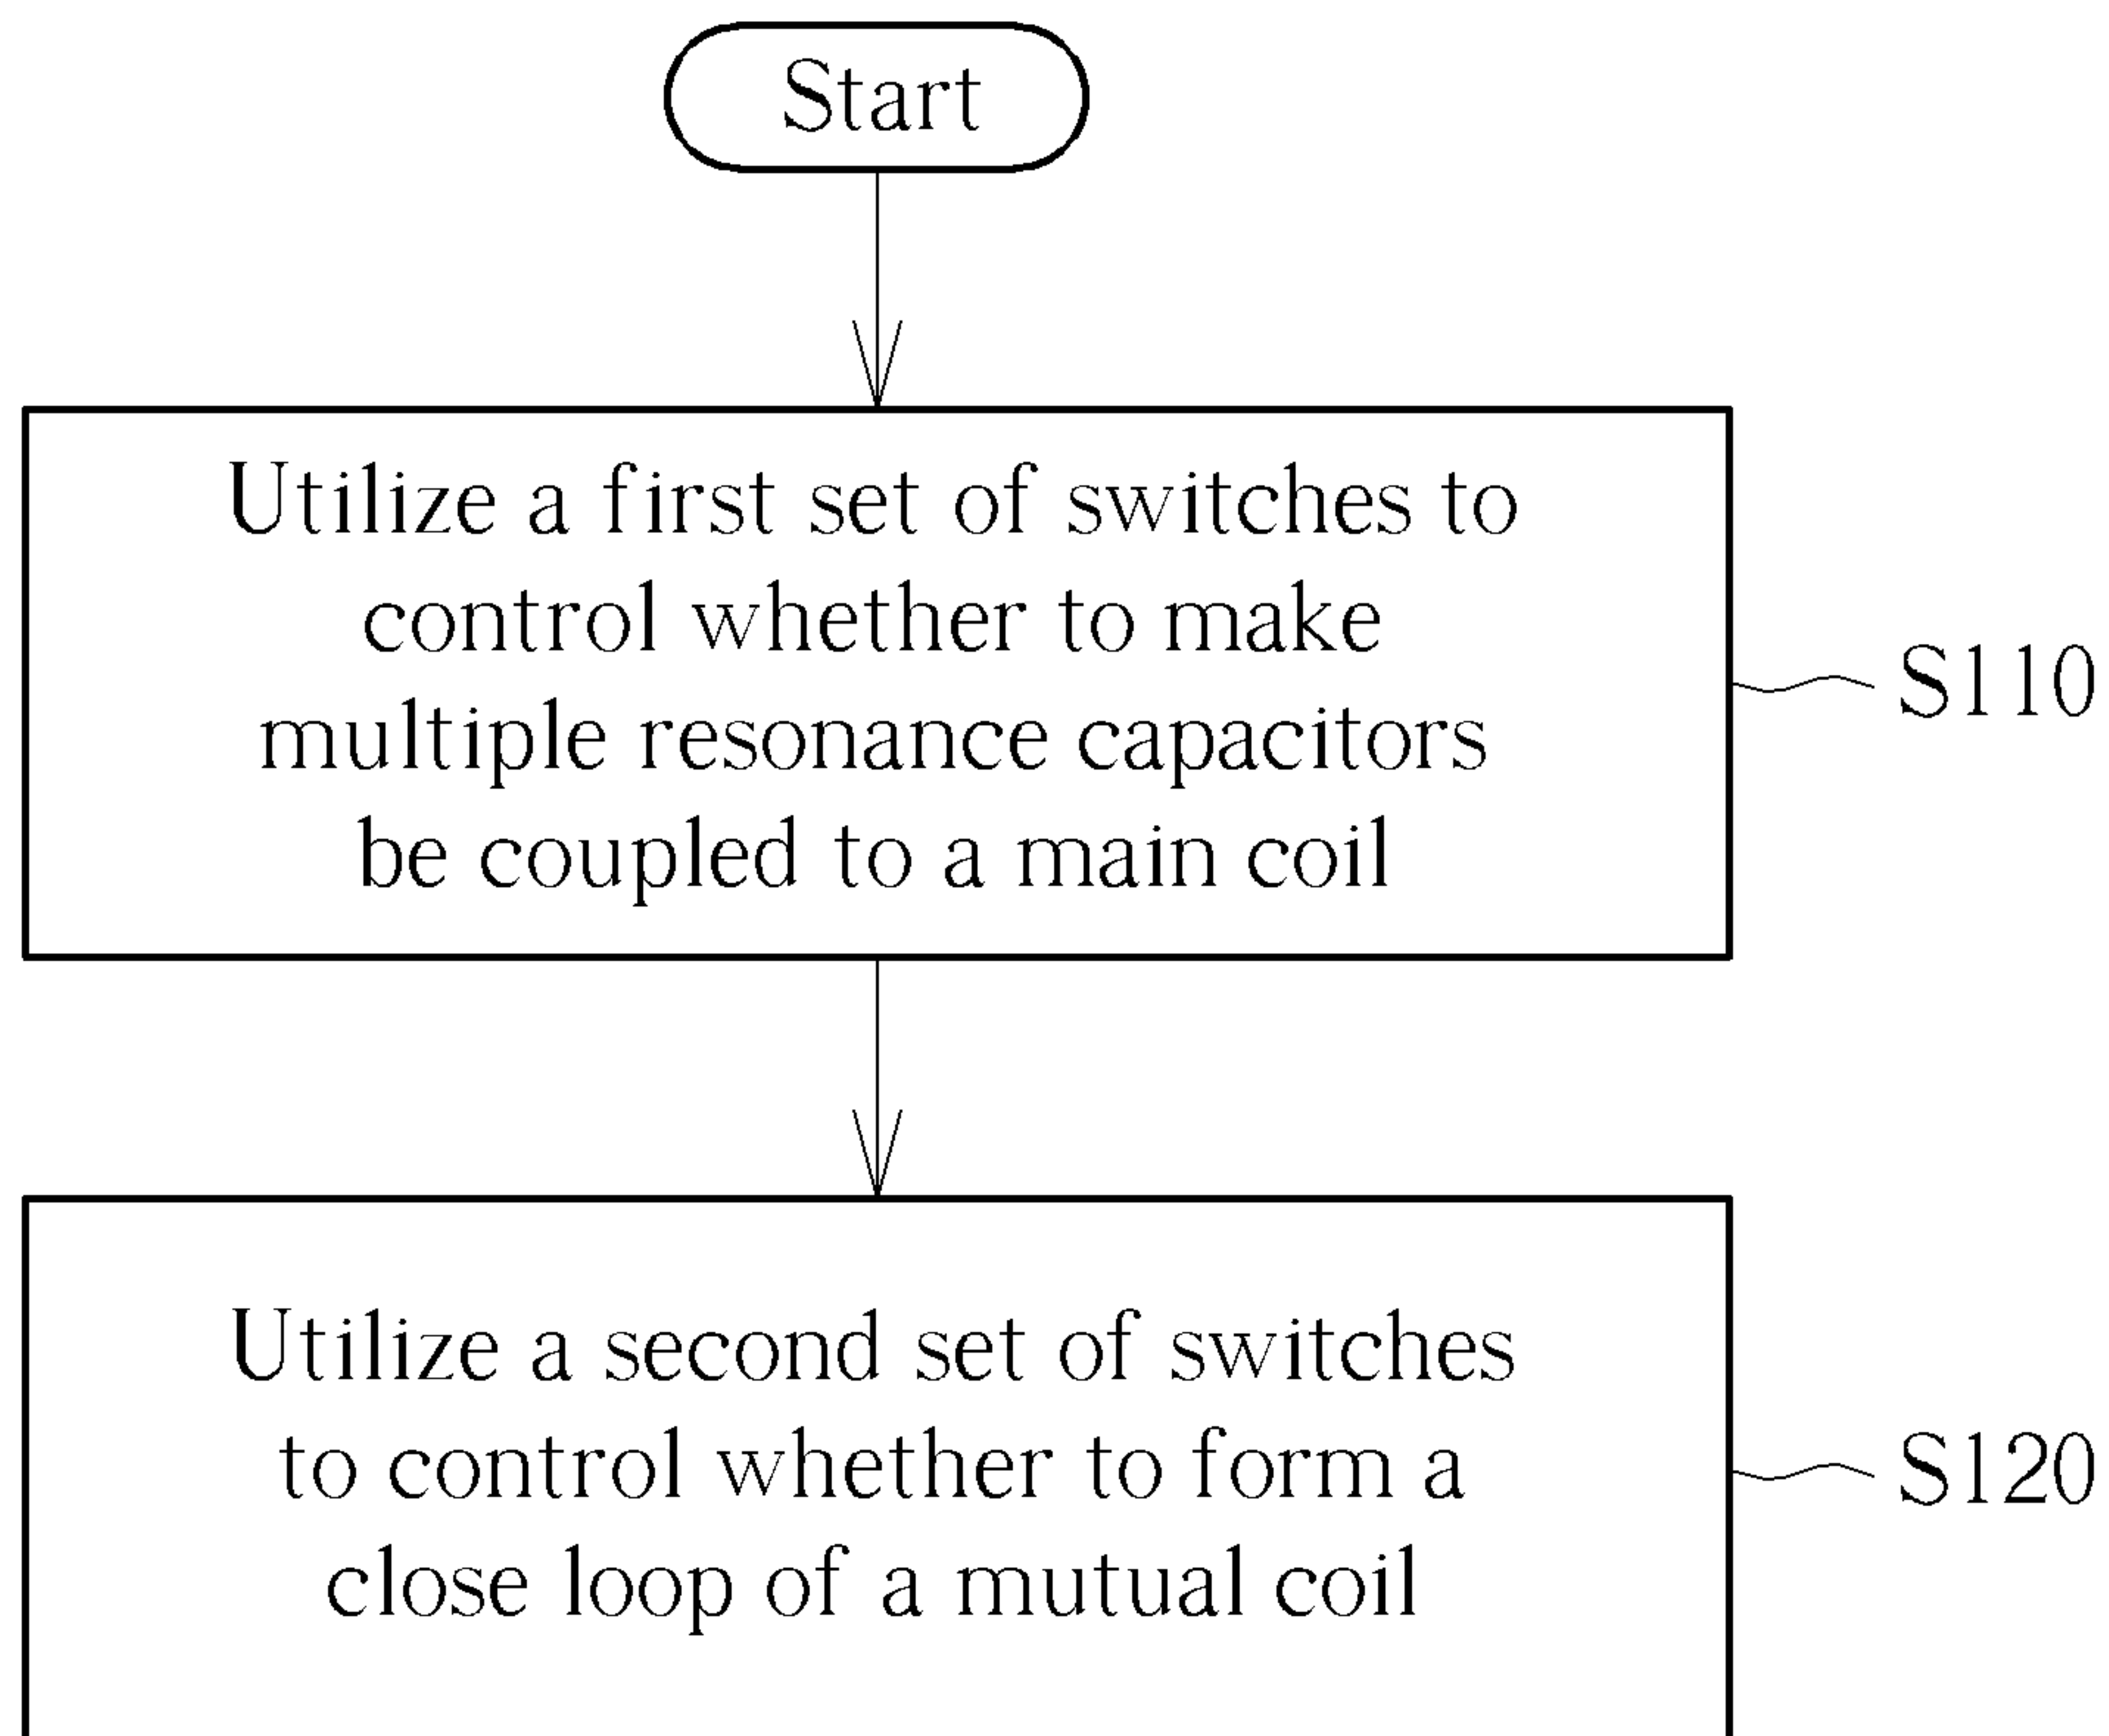 Start
Utilize a first set of switches to
control whether to make
multiple resonance capacitors
be coupled to a main coil
S110
Utilize a second set of switches
to control whether to form a
close loop of a mutual coil
S120